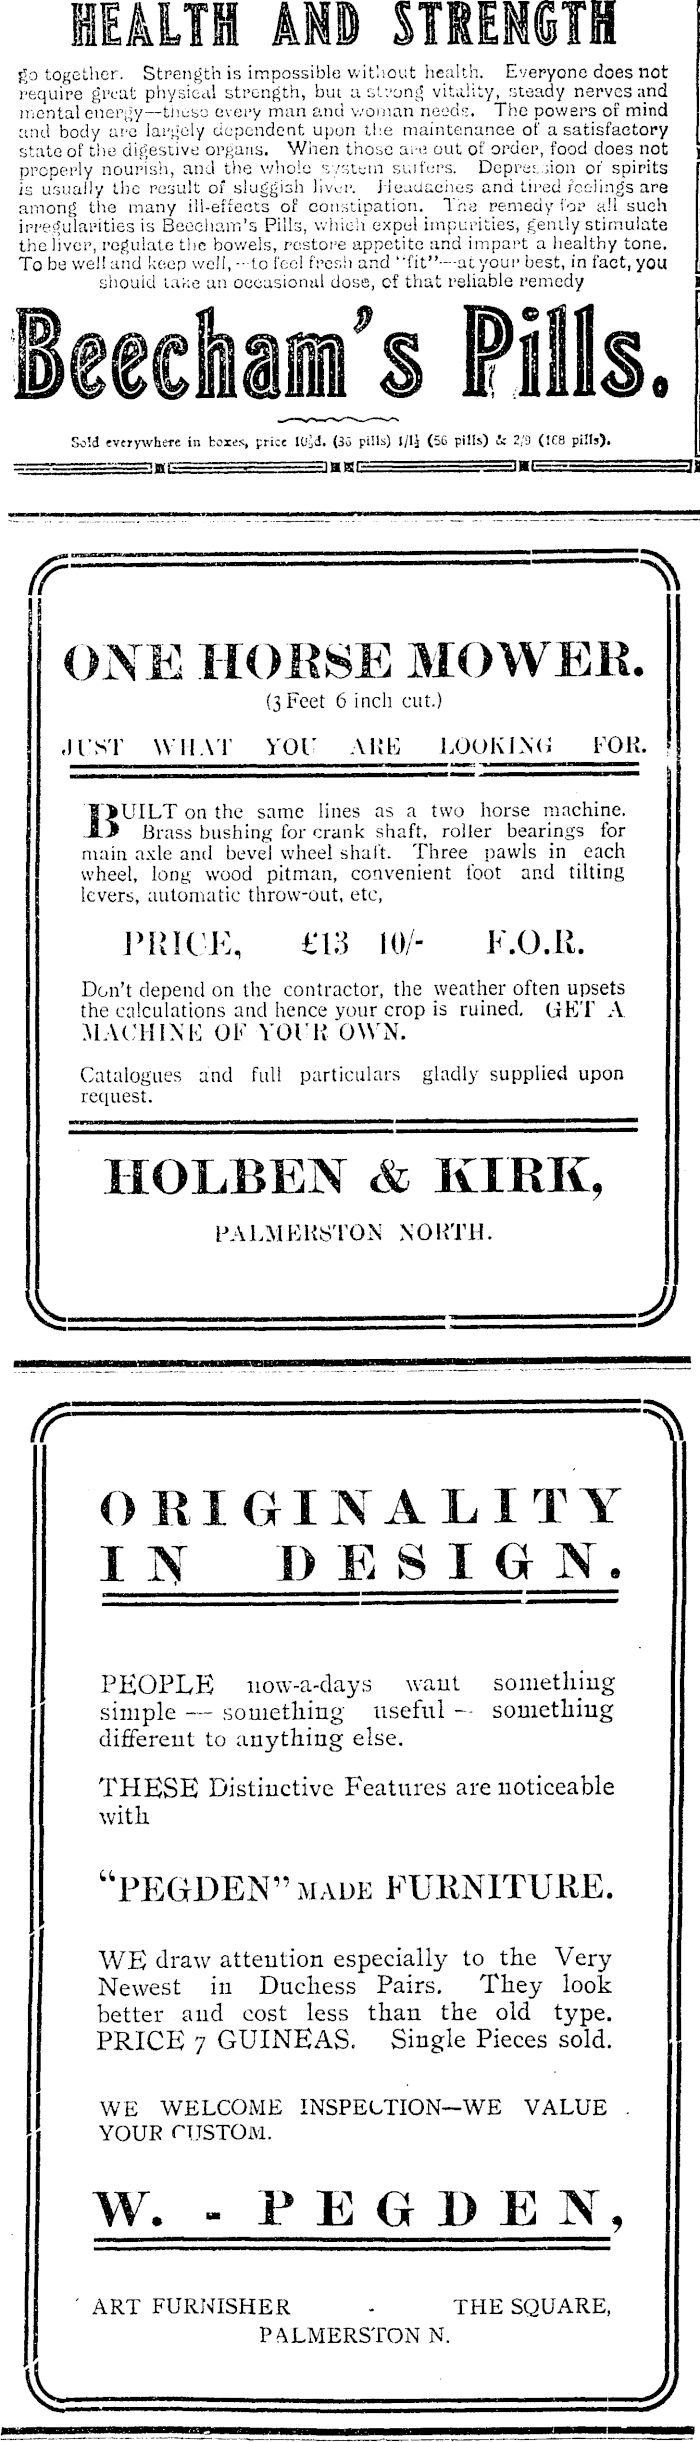 HEALTH AND STRENGTH
go together. Strength is impossible without health. Everyone does not
require great physical strength, but a strong vitality, steady nerves and
mental energy—these every man and woman needs. The powers of mind
and body are largely dependent upon the maintenance of a satisfactory
state of the digestive organs. When those are out of order, food does not
properly nourish, and the whole system suffers. Depression of spirits
is usually the result of sluggish liver. Headaches and tired feelings are
among the many ill-effects of constipation. The remedy for all such
irregularities is Beecham's Pills, which expel impurities, gently stimulate
the liver, regulate the bowels, restore appetite and impart a healthy tone.
To be well and keep well,—to feel fresh and "fit"—at your best, in fact, you
should take an occasional dose, of that reliable remedy
Beecham's Pills.
Sold everywhere in boxes, price 10½d. (36 pills) 1/1½ (56 pills) & 2/9 (168 pills).
ONE HORSE MOWER.
(3 Feet 6 inch cut.)
JUST WHAT YOU ARE LOOKING FOR.
BUILT on the same lines as a two horse machine.
Brass bushing for crank shaft, roller bearings for
main axle and bevel wheel shaft. Three pawls in each
wheel, long wood pitman, convenient foot and tilting
levers, automatic throw-out, etc,
PRICE, £13 10/- F.O.R.
Don't depend on the contractor, the weather often upsets
the calculations and hence your crop is ruined. GET A
MACHINE OF YOUR OWN.
Catalogues and full particulars gladly supplied upon
request.
HOLBEN & KIRK,
PALMERSTON NORTH.
ORIGINALITY
IN DESIGN.
PEOPLE now-a-days want something
simple — something useful — something
different to anything else.
THESE Distinctive Features are noticeable
with
"PEGDEN" MADE FURNITURE.
WE draw attention especially to the Very
Newest in Duchess Pairs. They look
better and cost less than the old type.
PRICE 7 GUINEAS. Single Pieces sold.
WE WELCOME INSPECTION—WE VALUE
YOUR CUSTOM.
W. - PEGDEN,
ART FURNISHER - THE SQUARE,
PALMERSTON N.